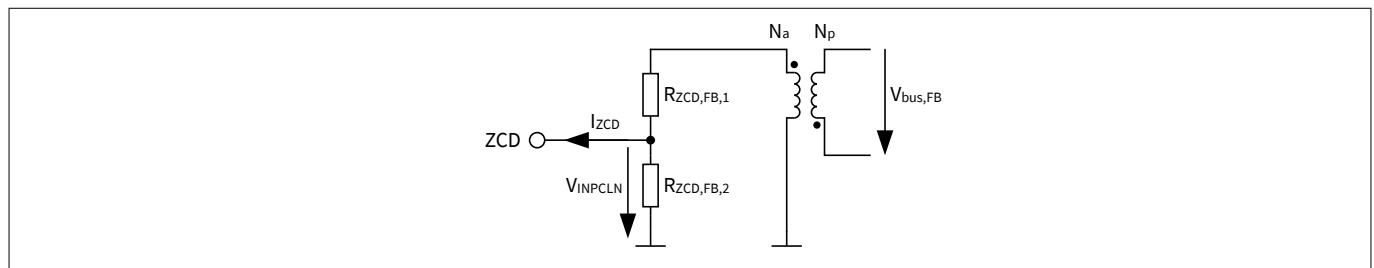 Na Np
RZCD,FB,1
Vbus,FB
IZCD
ZCD
VINPCLN
RZCD,FB,2